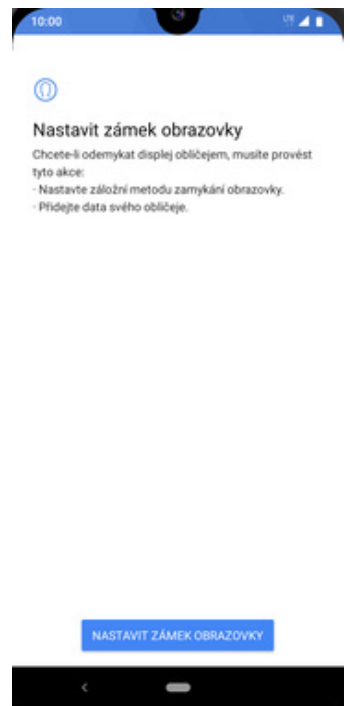 10:00
LTE
Nastavit zámek obrazovky
Chcete-li odemykat displej obličejem, musíte provést
tyto akce:
· Nastavte záložní metodu zamykání obrazovky.
· Přidejte data svého obličeje.
NASTAVIT ZÁMEK OBRAZOVKY